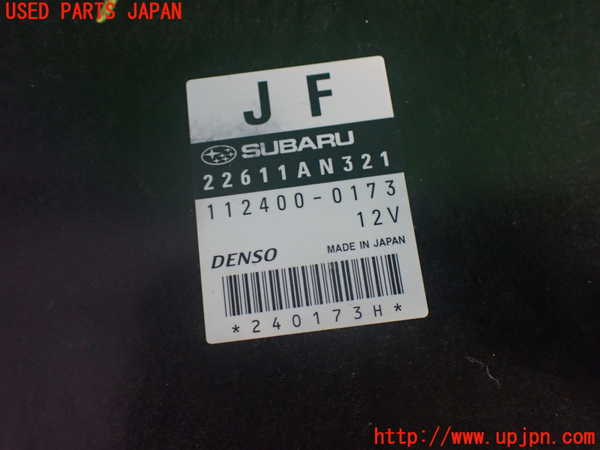 USED PARTS JAPAN
J F
SUBARU
22611AN321
112400-0173
12V
DENSO MADE IN JAPAN
*240173H*
http://www.upjpn.com/